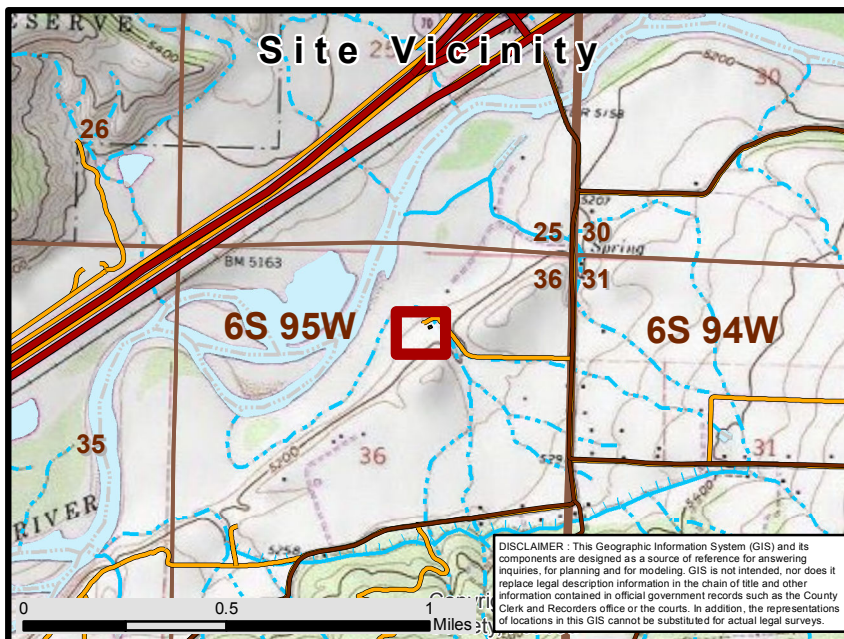 ESERVE
5400
Site Vicinity
70
25
5200
30
26
5158
5207
25 30
Spring
BM 5163
36 31
6S 95W
6S 94W
35
36
5200
31
RIVER
5258
5400
DISCLAIMER : This Geographic Information System (GIS) and its
components are designed as a source of reference for answering
inquiries, for planning and for modeling. GIS is not intended, nor does it
replace legal description information in the chain of title and other
information contained in official government records such as the County
Clerk and Recorders office or the courts. In addition, the representations
of locations in this GIS cannot be substituted for actual legal surveys.
0 0.5 1
Miles